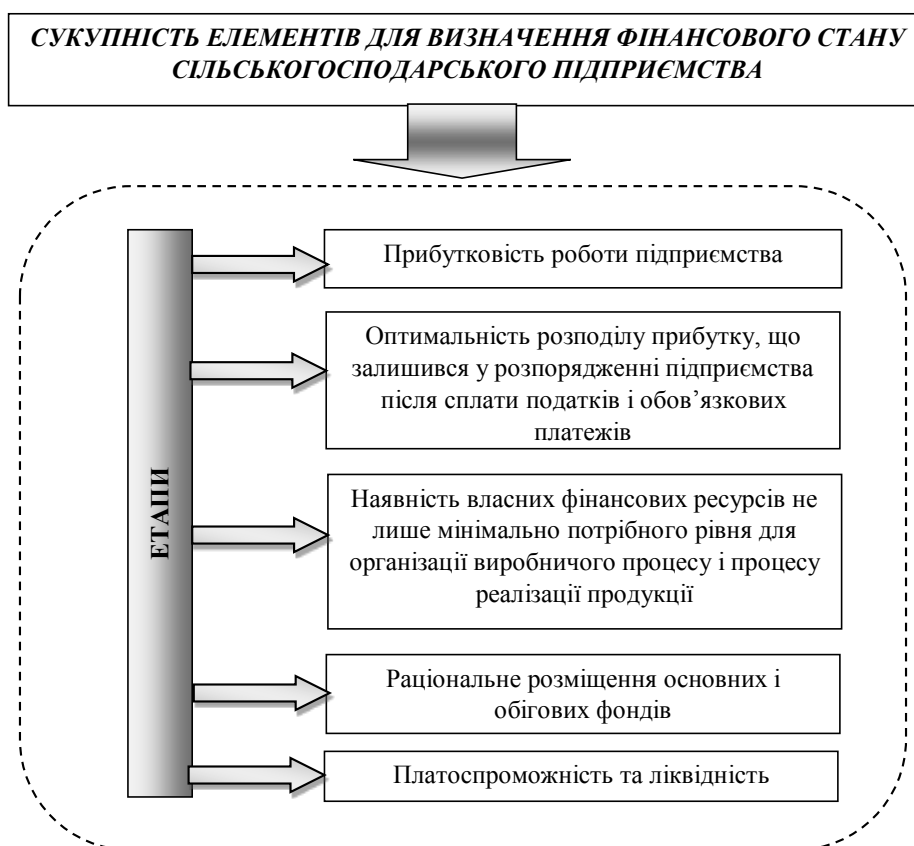 СУКУПНІСТЬ ЕЛЕМЕНТІВ ДЛЯ ВИЗНАЧЕННЯ ФІНАНСОВОГО СТАНУ
СІЛЬСЬКОГОСПОДАРСЬКОГО ПІДПРИЄМСТВА
ЕТАПИ
Прибутковість роботи підприємства
Оптимальність розподілу прибутку, що
залишився у розпорядженні підприємства
після сплати податків і обов’язкових
платежів
Наявність власних фінансових ресурсів не
лише мінімально потрібного рівня для
організації виробничого процесу і процесу
реалізації продукції
Раціональне розміщення основних і
обігових фондів
Платоспроможність та ліквідність